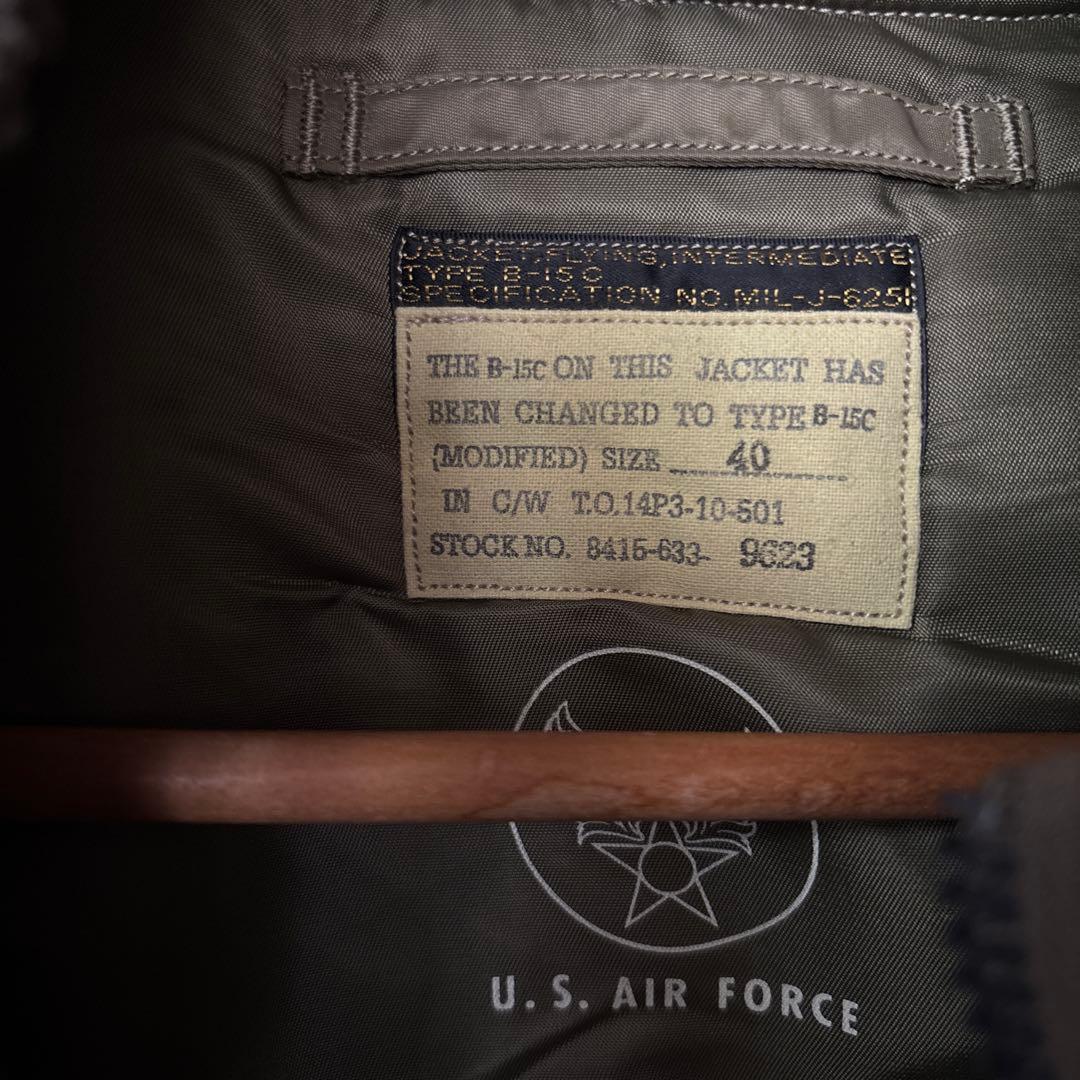 JACKET, FLYING, INTERMEDIATE
TYPE B-15C
SPECIFICATION NO. MIL-J-6251
THE B-15C ON THIS JACKET HAS
BEEN CHANGED TO TYPE B-15C
(MODIFIED) SIZE 40
IN C/W T.O.14P3-10-501
STOCK NO. 8415-633- 9623
U.S. AIR FORCE